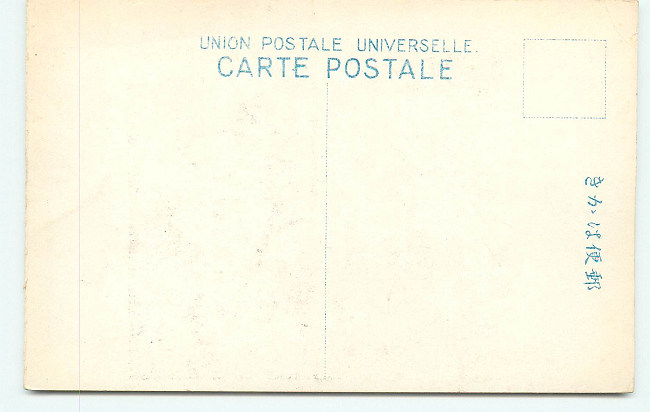 UNION POSTALE UNIVERSELLE.
CARTE POSTALE
郵便はかき